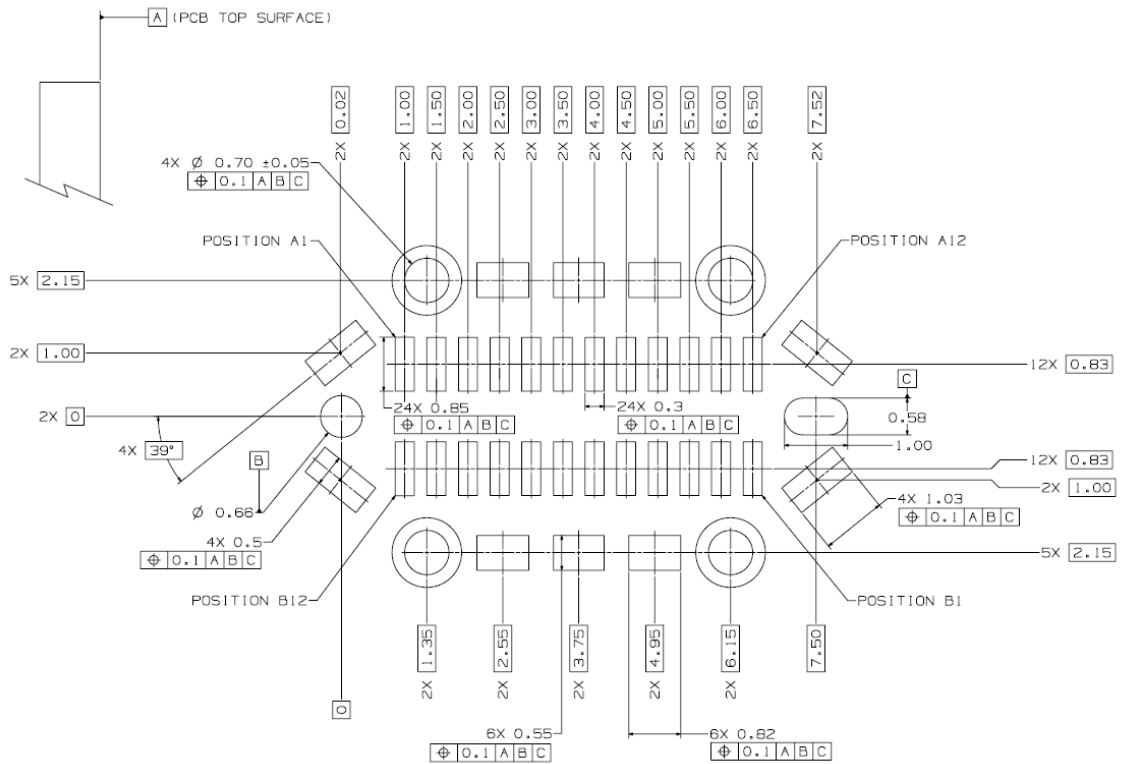 A (PCB TOP SURFACE)
2X 0.02
2X 1.00
2X 1.50
2X 2.00
2X 2.50
2X 3.00
2X 3.50
2X 4.00
2X 4.50
2X 5.00
2X 5.50
2X 6.00
2X 6.50
2X 7.52
4X Ø 0.70 ±0.05
⌖ 0.1 A B C
POSITION A1
POSITION A12
5X 2.15
2X 1.00
12X 0.83
C
24X 0.85
⌖ 0.1 A B C
24X 0.3
⌖ 0.1 A B C
0.58
2X 0
1.00
4X 39°
B
12X 0.83
2X 1.00
4X 1.03
⌖ 0.1 A B C
Ø 0.66
4X 0.5
⌖ 0.1 A B C
5X 2.15
POSITION B12
POSITION B1
2X 1.35
2X 2.55
2X 3.75
2X 4.95
2X 6.15
7.50
0
6X 0.55
⌖ 0.1 A B C
6X 0.82
⌖ 0.1 A B C